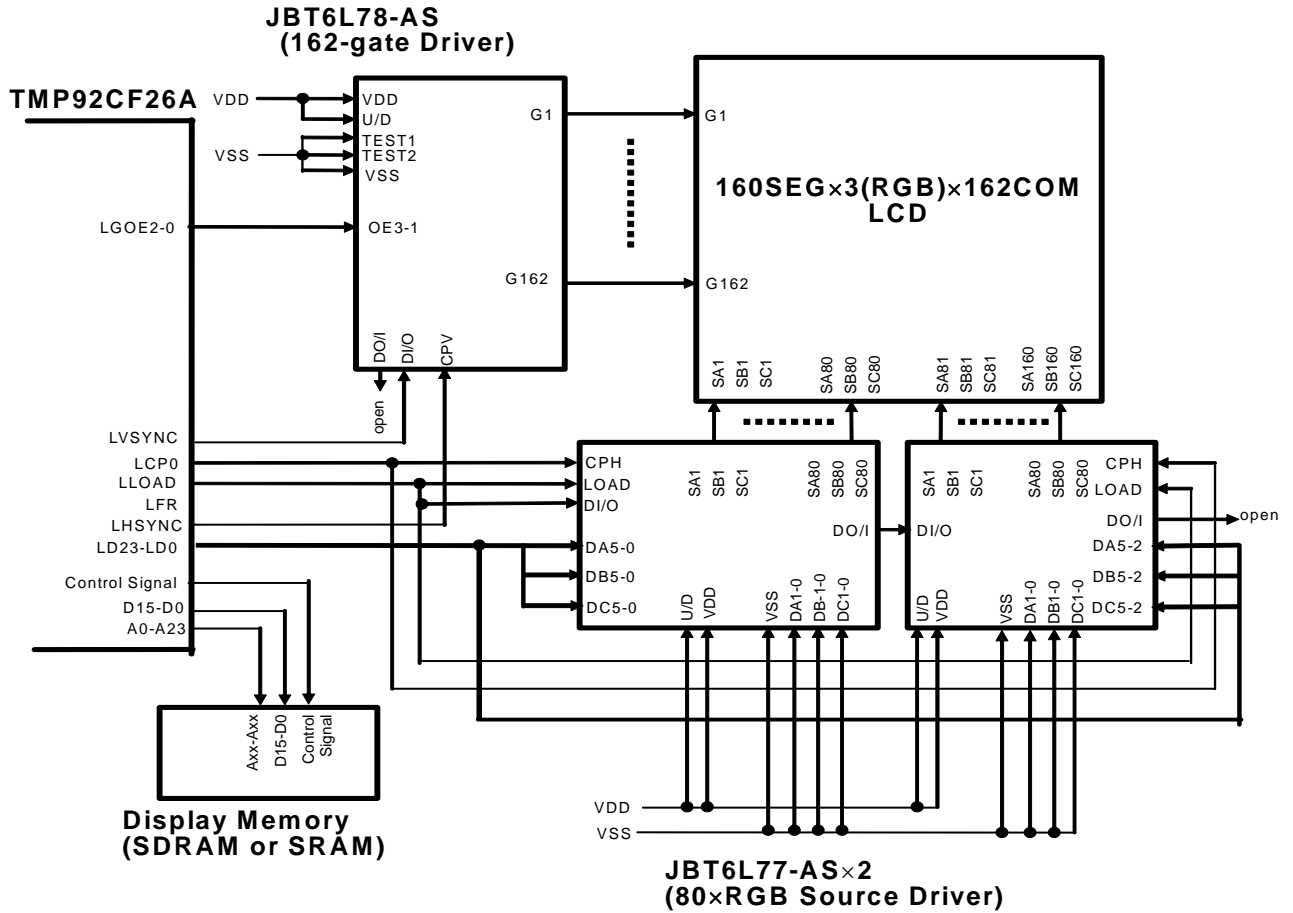 JBT6L78-AS
(162-gate Driver)
TMP92CF26A
VDD
VSS
VDD
U/D
TEST1
TEST2
VSS
G1
G1
LGOE2-0
OE3-1
160SEG×3(RGB)×162COM
LCD
G162
G162
DO/I
DI/O
CPV
open
SA1
SB1
SC1
SA80
SB80
SC80
SA81
SB81
SC81
SA160
SB160
SC160
LVSYNC
LCP0
LLOAD
LFR
LHSYNC
LD23-LD0
Control Signal
D15-D0
A0-A23
CPH
LOAD
DI/O
DA5-0
DB5-0
DC5-0
SA1
SB1
SC1
SA80
SB80
SC80
DO/I
U/D
VDD
VSS
DA1-0
DB-1-0
DC1-0
DI/O
SA1
SB1
SC1
SA80
SB80
SC80
CPH
LOAD
DO/I
open
DA5-2
DB5-2
DC5-2
U/D
VDD
VSS
DA1-0
DB1-0
DC1-0
Axx-Axx
D15-D0
Control
Signal
Display Memory
(SDRAM or SRAM)
VDD
VSS
JBT6L77-AS×2
(80×RGB Source Driver)